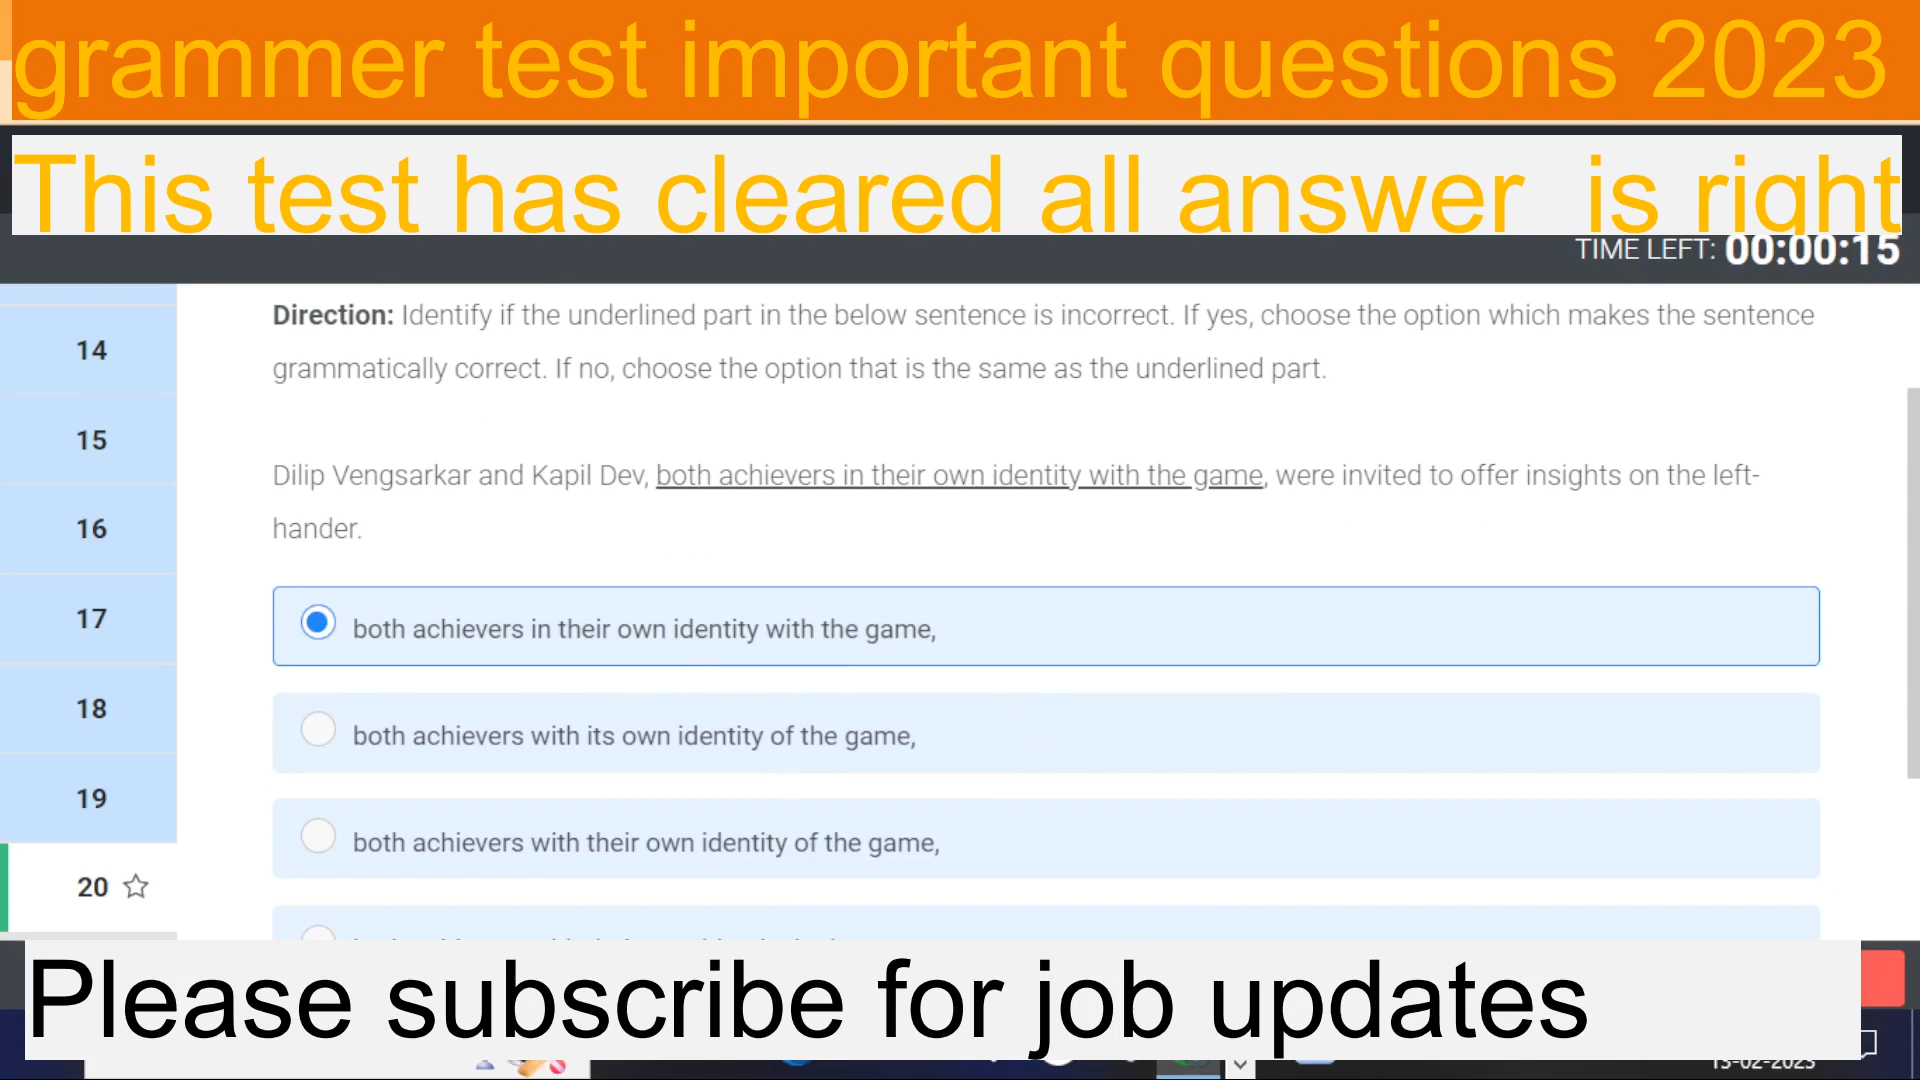 grammer test important questions 2023
This test has cleared all answer  is right
TIME LEFT: 00:00:15
Direction: Identify if the underlined part in the below sentence is incorrect. If yes, choose the option which makes the sentence
grammatically correct. If no, choose the option that is the same as the underlined part.
14
15
Dilip Vengsarkar and Kapil Dev, both achievers in their own identity with the game, were invited to offer insights on the left-
hander.
16
17
both achievers in their own identity with the game,
18
both achievers with its own identity of the game,
19
both achievers with their own identity of the game,
20
Please subscribe for job updates
13-02-2023